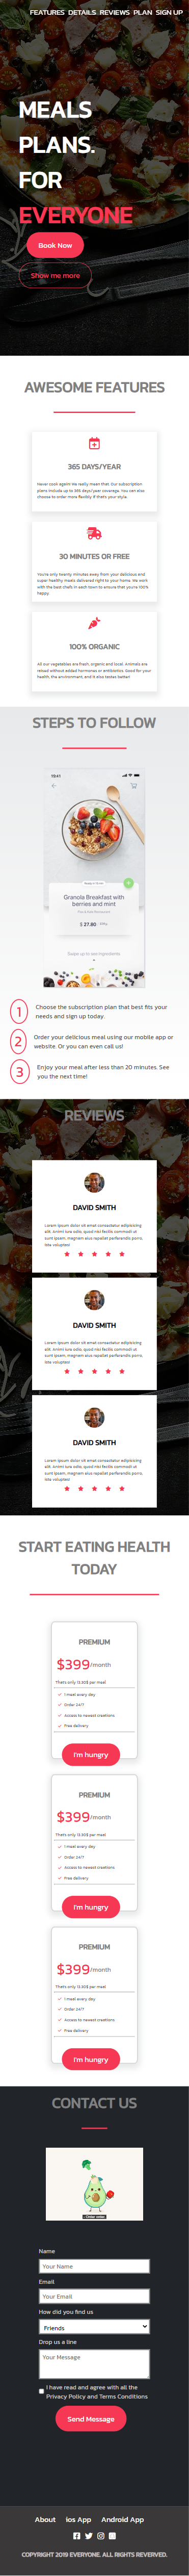 FEATURES DETAILS REVIEWS PLAN SIGN UP
MEALS
PLANS.
FOR
EVERYONE
Book Now
Show me more
AWESOME FEATURES
365 DAYS/YEAR
Never cook again! We really mean that. Our subscription
plans include up to 365 days/year coverage. You can also
choose to order more flexibly if that's your style.
30 MINUTES OR FREE
You're only twenty minutes away from your delicious and
super healthy meals delivered right to your home. We work
with the best chefs in each town to ensure that you're 100%
happy.
100% ORGANIC
All our vegetables are fresh, organic and local. Animals are
raised without added hormones or antibiotics. Good for your
health, the environment, and it also tastes better!
STEPS TO FOLLOW
19:41
Granola Breakfast with
berries and mint
$ 27.80
Swipe up to see Ingredients
1 Choose the subscription plan that best fits your
needs and sign up today.
2 Order your delicious meal using our mobile app or
website. Or you can even call us!
3 Enjoy your meal after less than 20 minutes. See
you the next time!
REVIEWS
DAVID SMITH
Lorem ipsum dolor sit amet consectetur adipisicing
elit. Animi iure odio, quod nisi facilis commodi ut
sunt ipsam, magnam eius repellat perferendis porro,
iste voluptas!
DAVID SMITH
Lorem ipsum dolor sit amet consectetur adipisicing
elit. Animi iure odio, quod nisi facilis commodi ut
sunt ipsam, magnam eius repellat perferendis porro,
iste voluptas!
DAVID SMITH
Lorem ipsum dolor sit amet consectetur adipisicing
elit. Animi iure odio, quod nisi facilis commodi ut
sunt ipsam, magnam eius repellat perferendis porro,
iste voluptas!
START EATING HEALTH
TODAY
PREMIUM
$399/month
That's only 13.30$ per meal
1 meal every day
Order 24/7
Access to newest creations
Free delivery
I'm hungry
PREMIUM
$399/month
That's only 13.30$ per meal
1 meal every day
Order 24/7
Access to newest creations
Free delivery
I'm hungry
PREMIUM
$399/month
That's only 13.30$ per meal
1 meal every day
Order 24/7
Access to newest creations
Free delivery
I'm hungry
CONTACT US
Order order
Name
Your Name
Email
Your Email
How did you find us
Friends
Drop us a line
Your Message
I have read and agree with all the
Privacy Policy and Terms Conditions
Send Message
About ios App Android App
COPYRIGHT 2019 EVERYONE. ALL RIGHTS RESERVED.